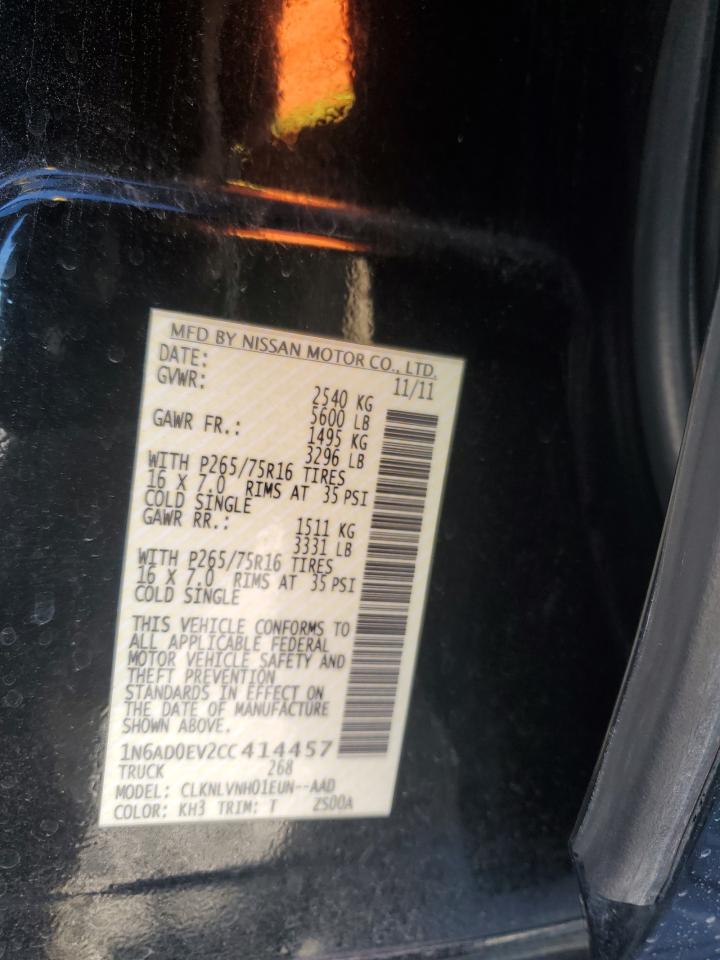 MFD BY NISSAN MOTOR CO., LTD.
DATE: 11/11
GVWR: 2540 KG
5600 LB
GAWR FR.: 1495 KG
3296 LB
WITH P265/75R16 TIRES
16 X 7.0 RIMS AT 35 PSI
COLD SINGLE
GAWR RR.: 1511 KG
3331 LB
WITH P265/75R16 TIRES
16 X 7.0 RIMS AT 35 PSI
COLD SINGLE
THIS VEHICLE CONFORMS TO
ALL APPLICABLE FEDERAL
MOTOR VEHICLE SAFETY AND
THEFT PREVENTION
STANDARDS IN EFFECT ON
THE DATE OF MANUFACTURE
SHOWN ABOVE.
1N6AD0EV2CC414457
TRUCK 268
MODEL: CLKNLVNH01EUN--AAD
COLOR: KH3 TRIM: T ZS00A